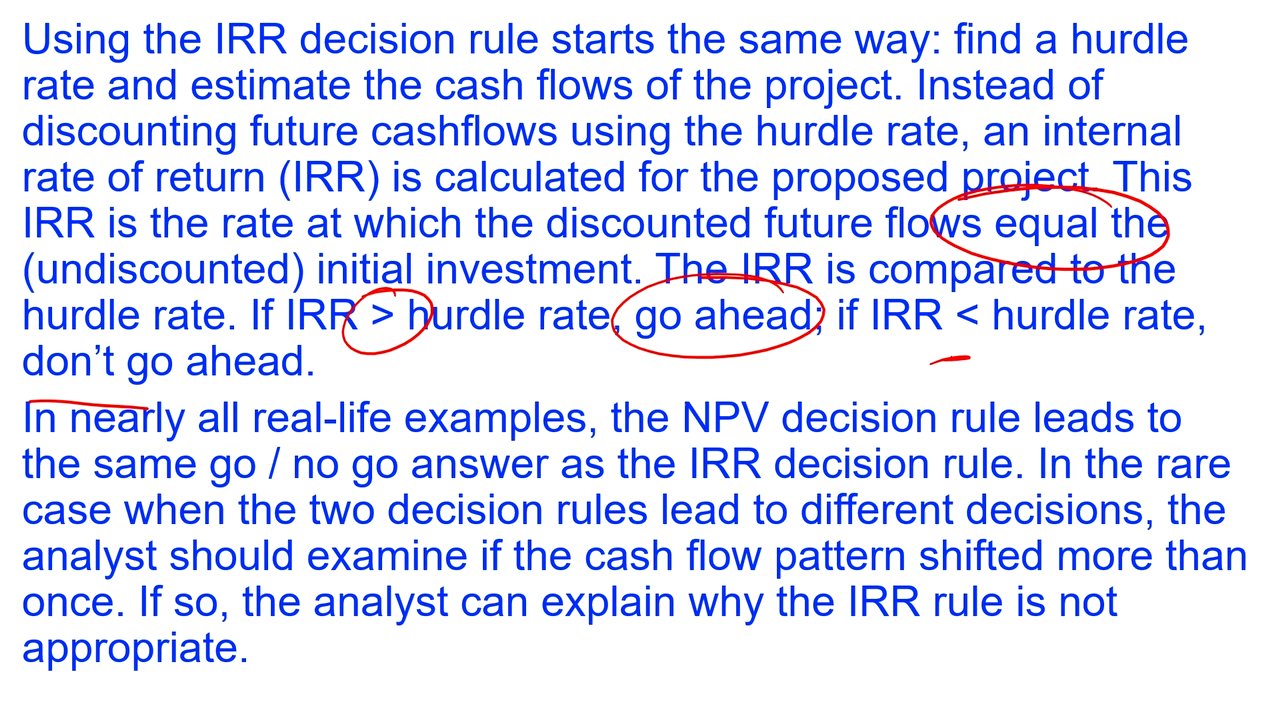 Using the IRR decision rule starts the same way: find a hurdle
rate and estimate the cash flows of the project. Instead of
discounting future cashflows using the hurdle rate, an internal
rate of return (IRR) is calculated for the proposed project. This
IRR is the rate at which the discounted future flows equal the
(undiscounted) initial investment. The IRR is compared to the
hurdle rate. If IRR > hurdle rate, go ahead; if IRR < hurdle rate,
don’t go ahead.
In nearly all real-life examples, the NPV decision rule leads to
the same go / no go answer as the IRR decision rule. In the rare
case when the two decision rules lead to different decisions, the
analyst should examine if the cash flow pattern shifted more than
once. If so, the analyst can explain why the IRR rule is not
appropriate.